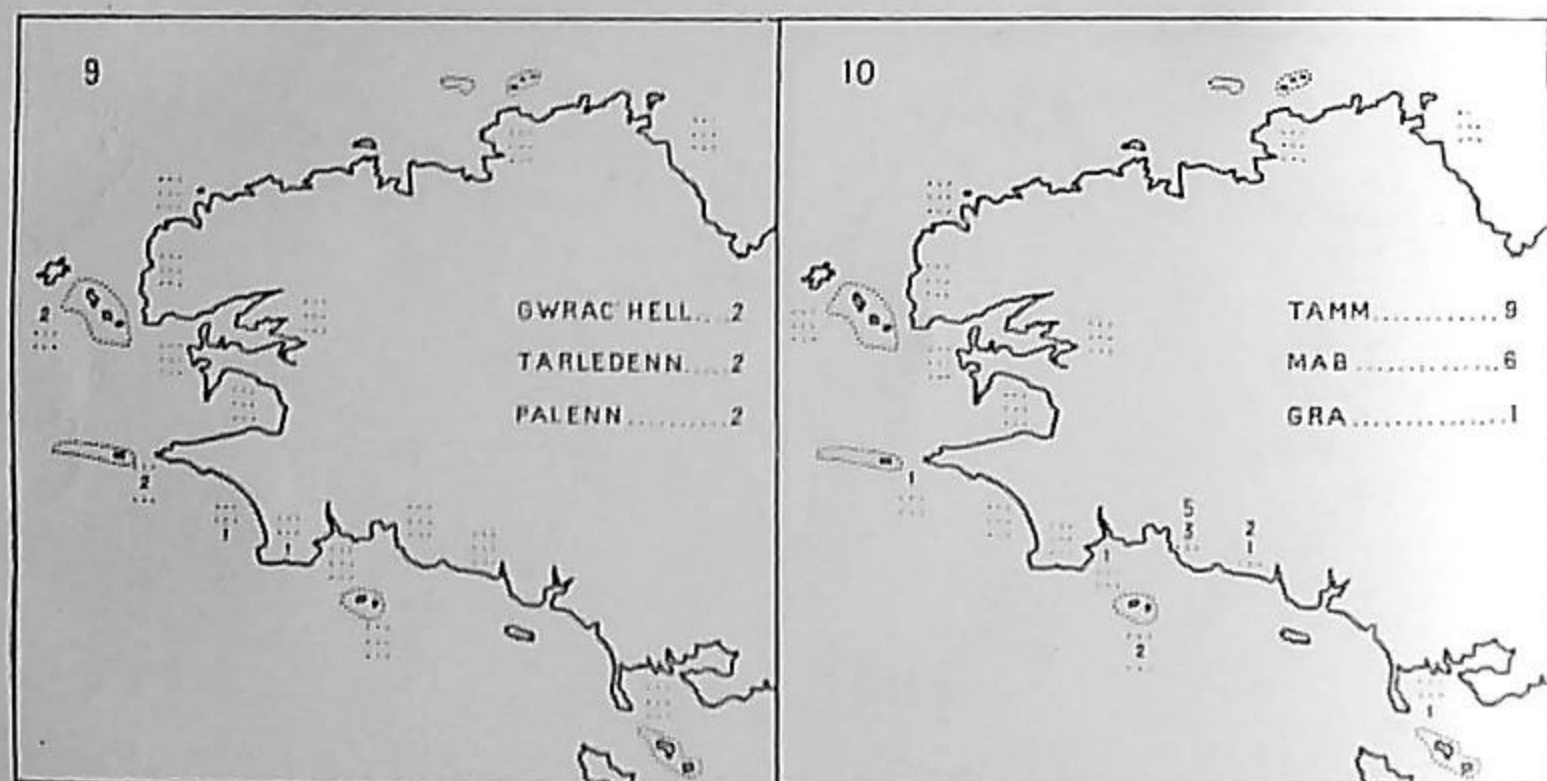 9
GWRAC'HELL....2
TARLEDENN.....2
PALENN..........2
2
2
1
1
10
TAMM............9
MAB..............6
GRA..............1
1
5
3
2
1
1
2
1